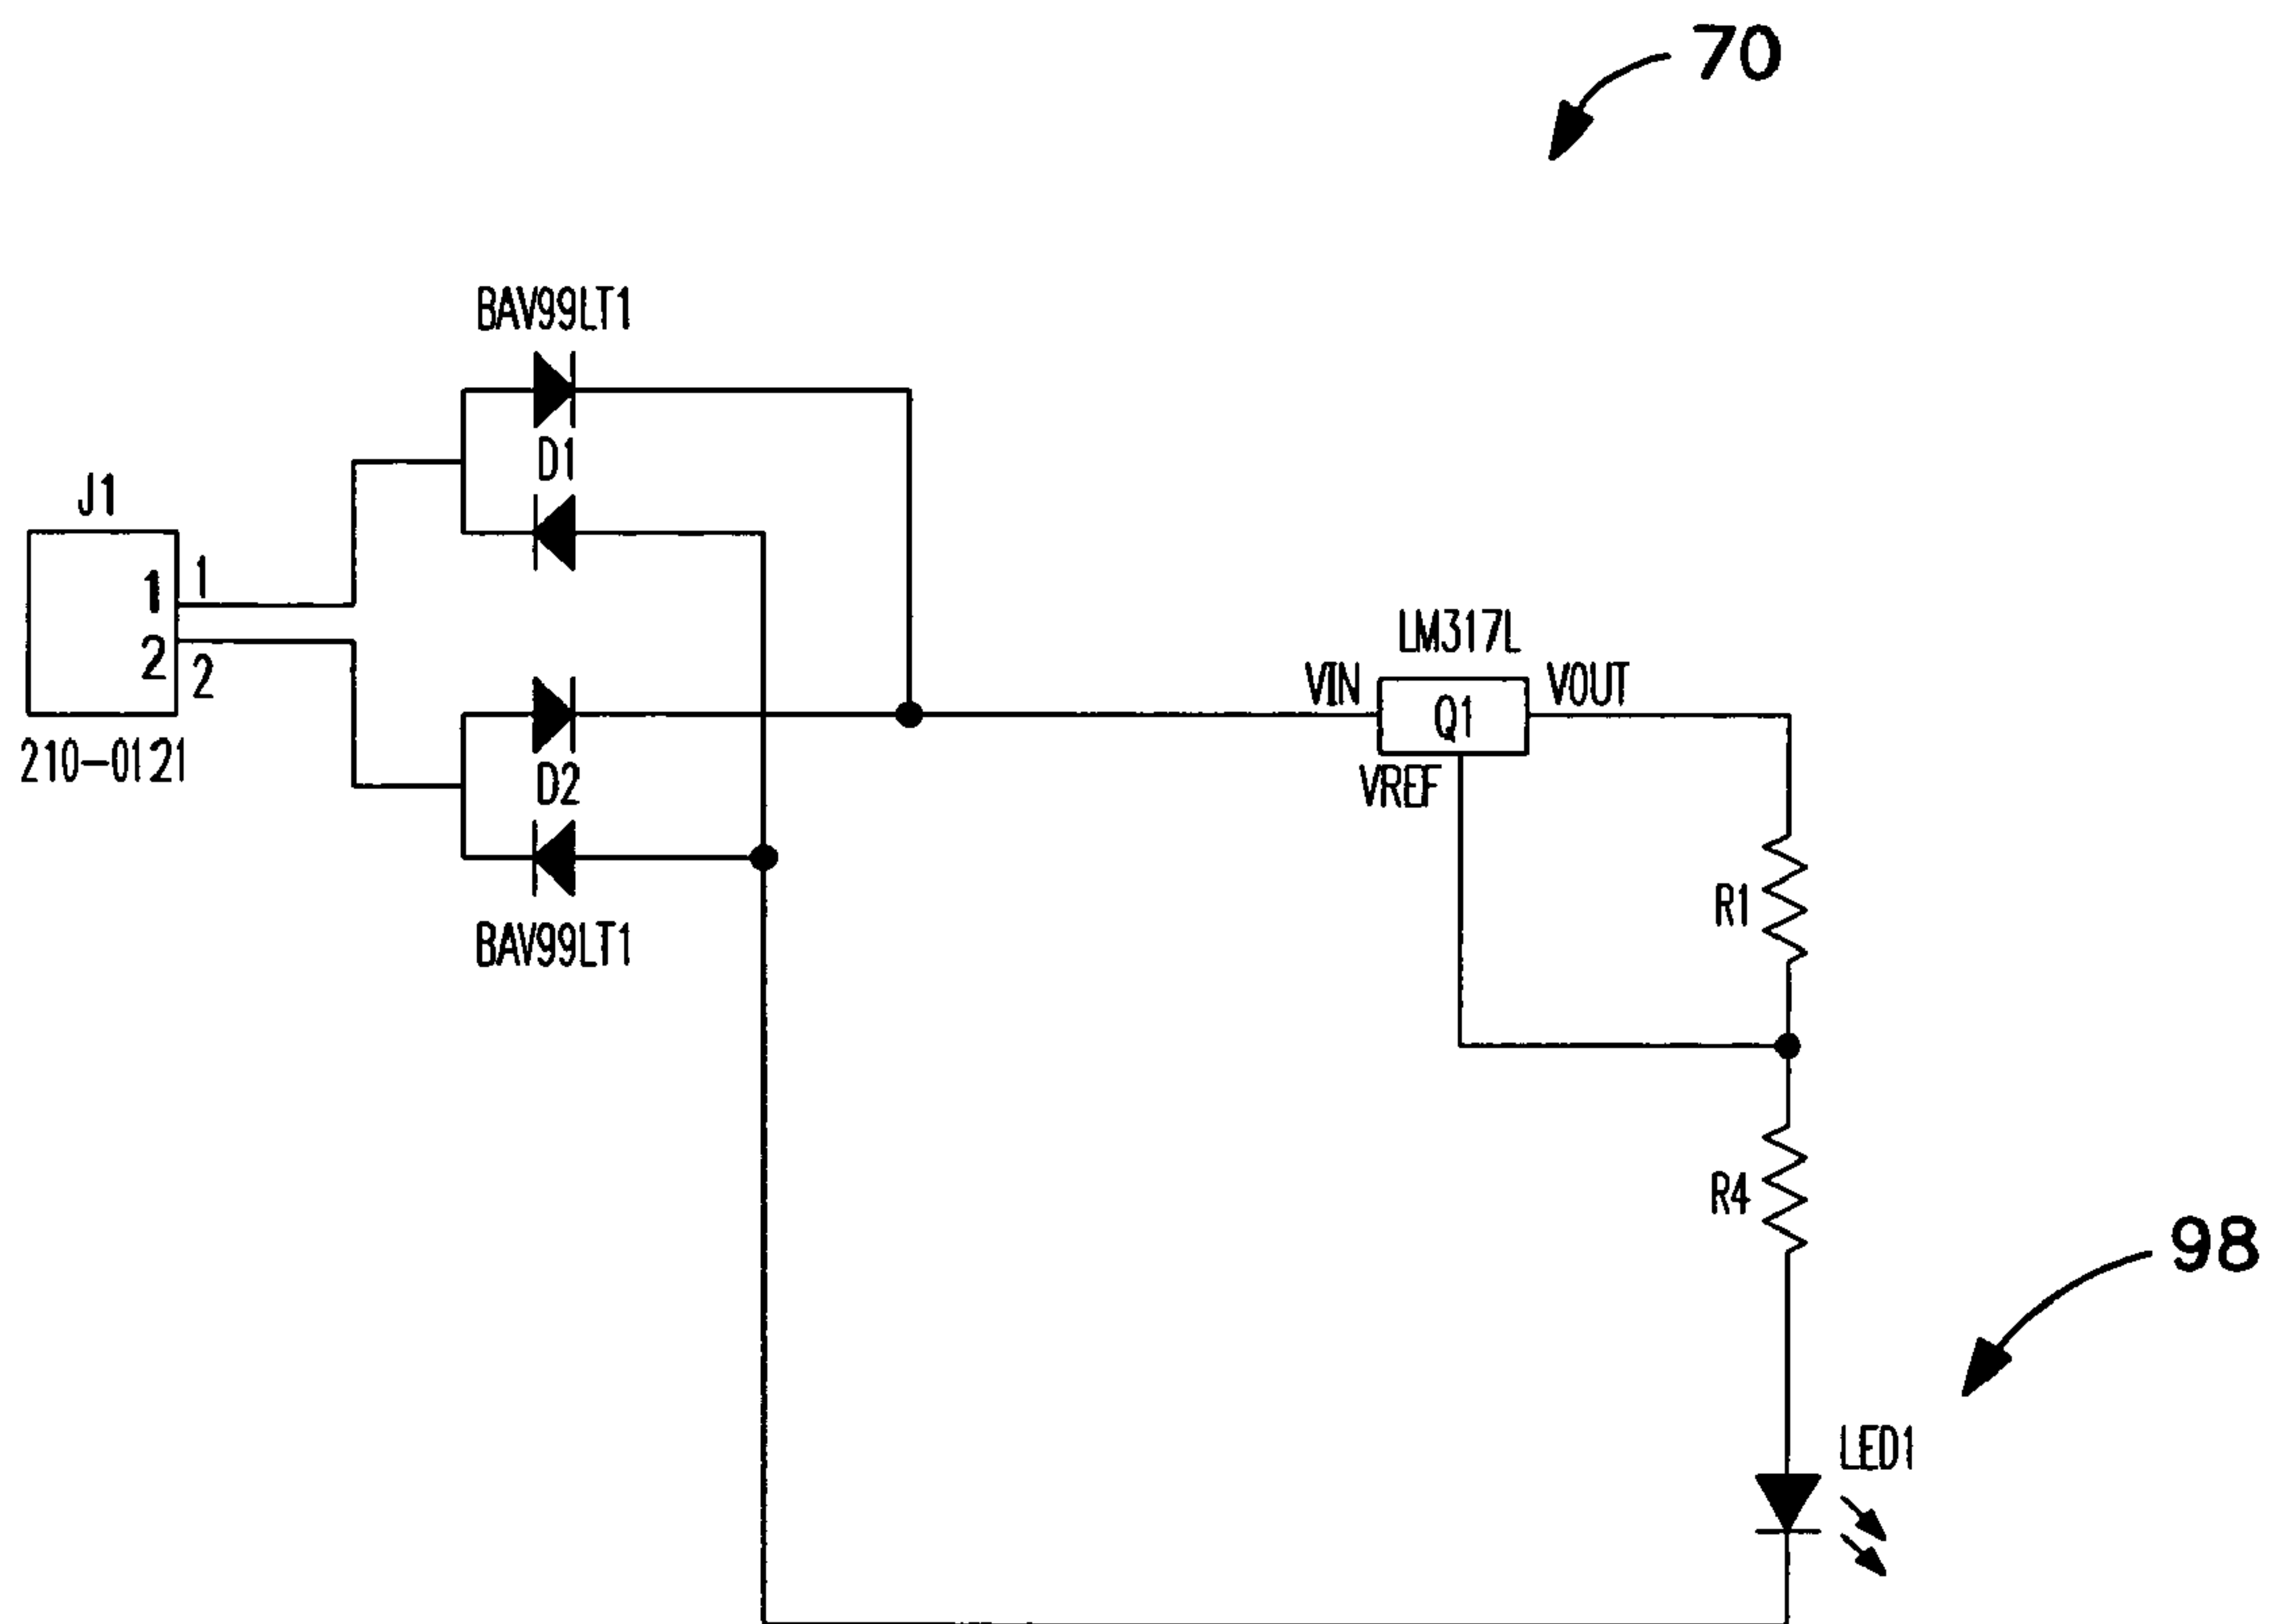 70
BAV99LT1
D1
J1
1 1
2 2
210-0121
D2
BAV99LT1
LM317L
VIN Q1 VOUT
VREF
R1
R4
98
LED1